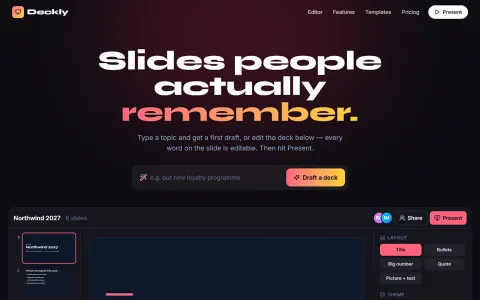 Deckly
Editor
Features
Templates
Pricing
Present
Slides people
actually
remember.
Type a topic and get a first draft, or edit the deck below — every
word on the slide is editable. Then hit Present.
e.g. our new loyalty programme
Draft a deck
Northwind 2027
6 slides
Share
Present
1
Northwind 2027
2
LAYOUT
Title
Bullets
Big number
Quote
Picture + text
THEME